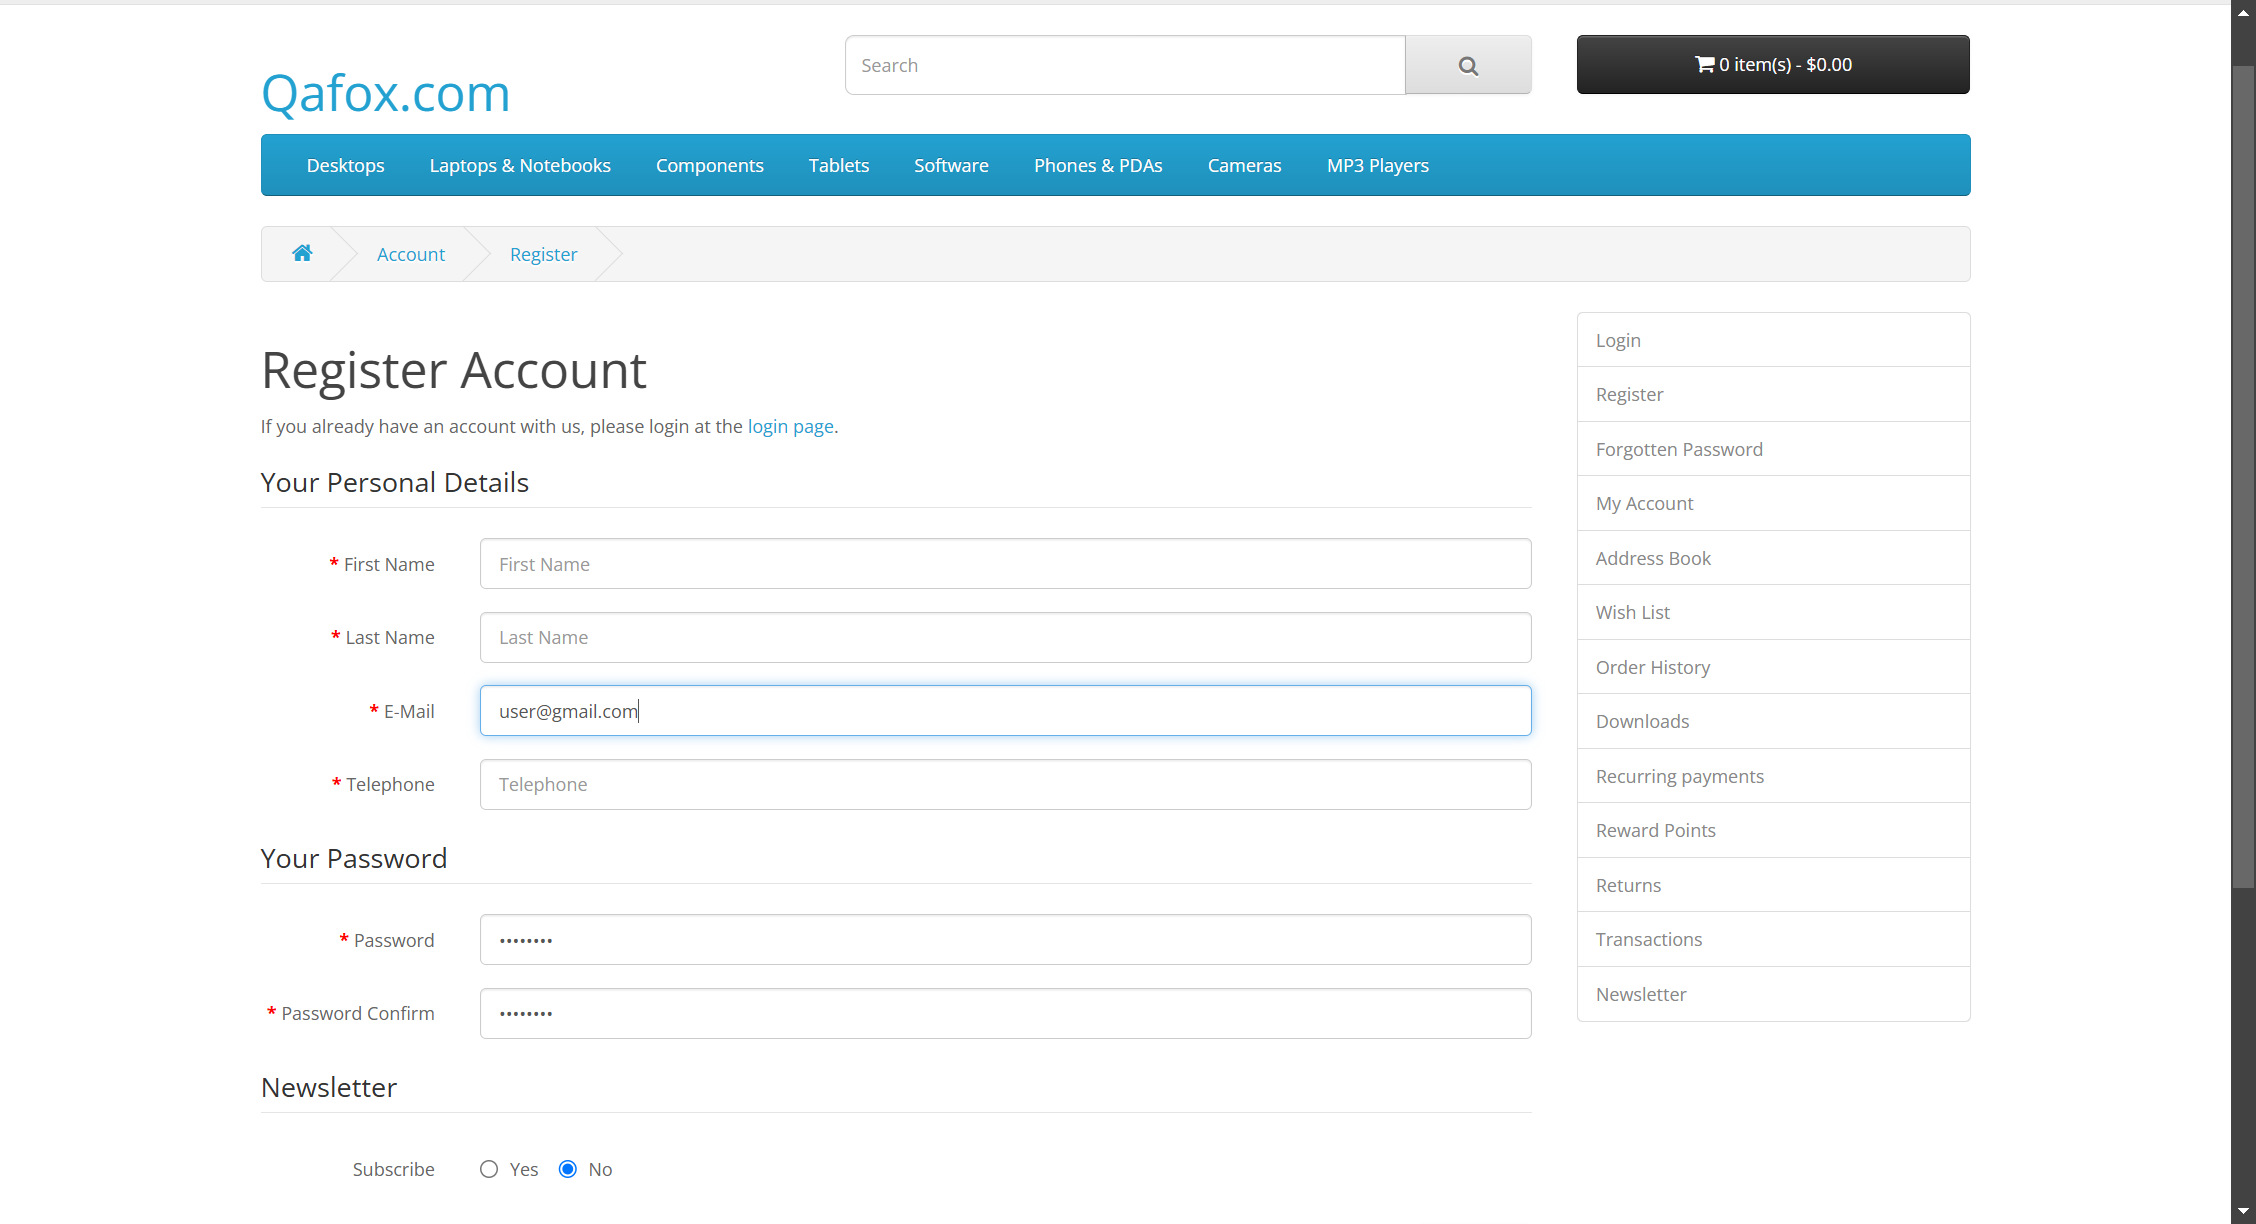 Search
0 item(s) - $0.00
Qafox.com
Desktops Laptops & Notebooks Components Tablets Software Phones & PDAs Cameras MP3 Players
Account Register
Register Account
If you already have an account with us, please login at the login page.
Your Personal Details
* First Name First Name
* Last Name Last Name
* E-Mail user@gmail.com
* Telephone Telephone
Your Password
* Password ••••••••
* Password Confirm ••••••••
Newsletter
Subscribe Yes No
Login
Register
Forgotten Password
My Account
Address Book
Wish List
Order History
Downloads
Recurring payments
Reward Points
Returns
Transactions
Newsletter